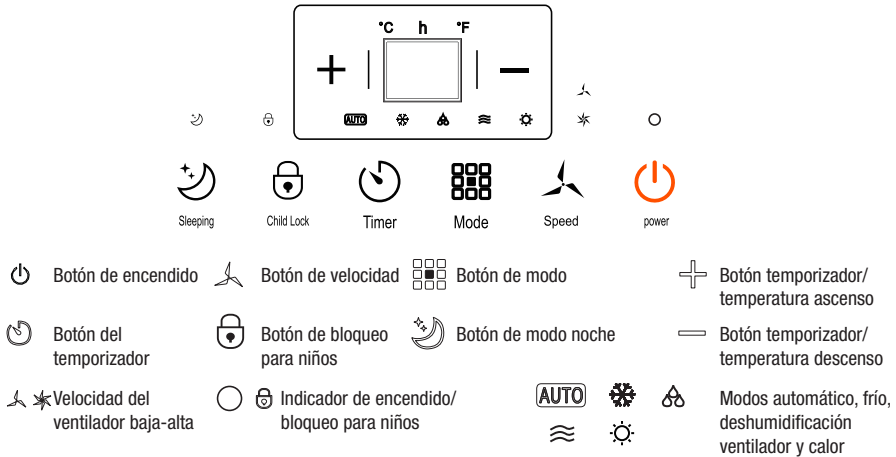 °C h °F
AUTO
Sleeping Child Lock Timer Mode Speed power
Botón de encendido
Botón de velocidad
Botón de modo
Botón temporizador/
temperatura ascenso
Botón del
temporizador
Botón de bloqueo
para niños
Botón de modo noche
Botón temporizador/
temperatura descenso
Velocidad del
ventilador baja-alta
Indicador de encendido/
bloqueo para niños
AUTO
Modos automático, frío,
deshumidificación
ventilador y calor